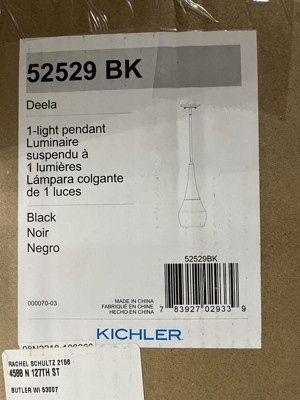 52529 BK
Deela
1-light pendant
Luminaire
suspendu à
1 lumières
Lámpara colgante
de 1 luces
Black
Noir
Negro
52529BK
000070-03
MADE IN CHINA
FABRIQUÉ EN CHINE
HECHO EN CHINA
7 83927 02933 9
KICHLER
RACHEL SCHULTZ 2156
4588 N 127TH ST
BUTLER WI 53007